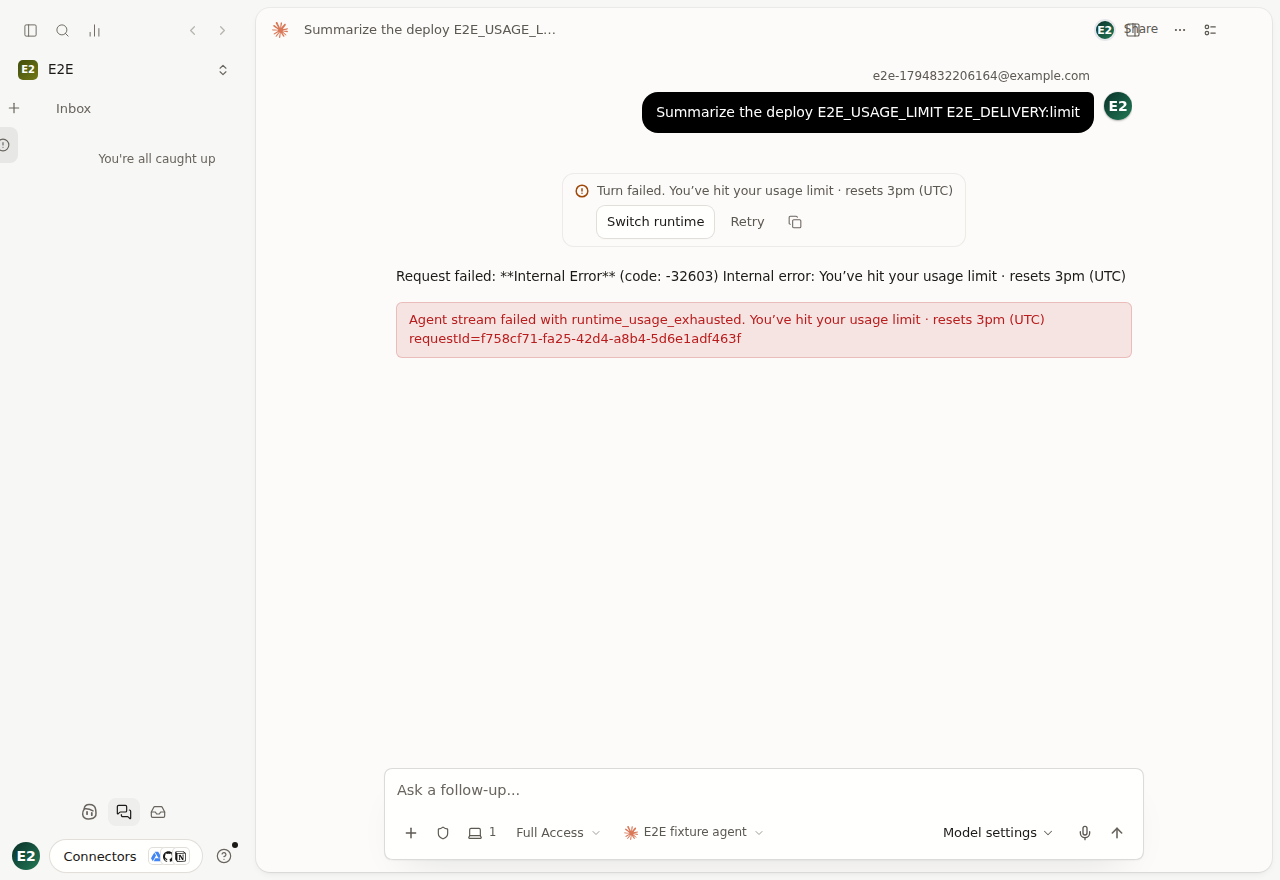 Summarize the deploy E2E_USAGE_L…
E2 Share
E2 E2E
Inbox
You're all caught up
e2e-1794832206164@example.com
Summarize the deploy E2E_USAGE_LIMIT E2E_DELIVERY:limit
E2
Turn failed. You’ve hit your usage limit · resets 3pm (UTC)
Switch runtime Retry
Request failed: **Internal Error** (code: -32603) Internal error: You’ve hit your usage limit · resets 3pm (UTC)
Agent stream failed with runtime_usage_exhausted. You’ve hit your usage limit · resets 3pm (UTC)
requestId=f758cf71-fa25-42d4-a8b4-5d6e1adf463f
Ask a follow-up...
1 Full Access E2E fixture agent Model settings
E2 Connectors